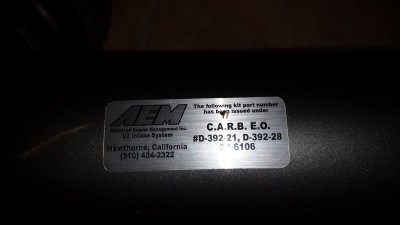 AEM
Advanced Engine Management Inc.
V2 Intake System
Hawthorne, California
(310) 484-2322
The following kit part number
has been issued under
C.A.R.B. E.O.
#D-392-21, D-392-28